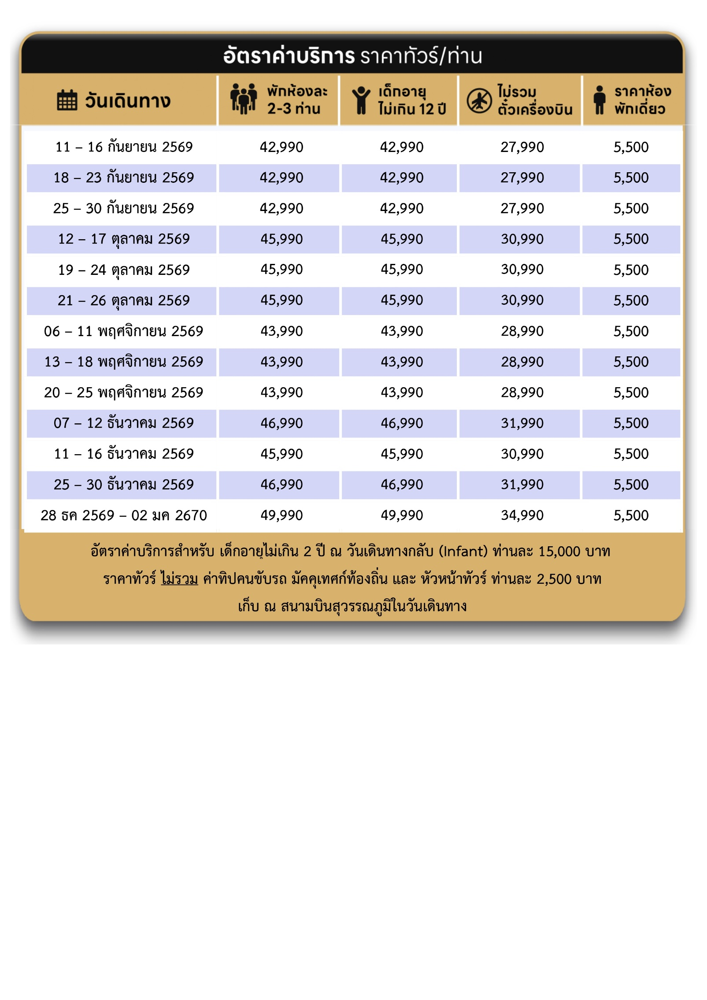 อัตราค่าบริการ ราคาทัวร์/ท่าน
วันเดินทาง พักห้องละ 2-3 ท่าน เด็กอายุ ไม่เกิน 12 ปี ไม่รวม ตั๋วเครื่องบิน ราคาห้อง พักเดี่ยว
11 – 16 กันยายน 2569 42,990 42,990 27,990 5,500
18 – 23 กันยายน 2569 42,990 42,990 27,990 5,500
25 – 30 กันยายน 2569 42,990 42,990 27,990 5,500
12 – 17 ตุลาคม 2569 45,990 45,990 30,990 5,500
19 – 24 ตุลาคม 2569 45,990 45,990 30,990 5,500
21 – 26 ตุลาคม 2569 45,990 45,990 30,990 5,500
06 – 11 พฤศจิกายน 2569 43,990 43,990 28,990 5,500
13 – 18 พฤศจิกายน 2569 43,990 43,990 28,990 5,500
20 – 25 พฤศจิกายน 2569 43,990 43,990 28,990 5,500
07 – 12 ธันวาคม 2569 46,990 46,990 31,990 5,500
11 – 16 ธันวาคม 2569 45,990 45,990 30,990 5,500
25 – 30 ธันวาคม 2569 46,990 46,990 31,990 5,500
28 ธค 2569 – 02 มค 2670 49,990 49,990 34,990 5,500
อัตราค่าบริการสำหรับ เด็กอายุไม่เกิน 2 ปี ณ วันเดินทางกลับ (Infant) ท่านละ 15,000 บาท
ราคาทัวร์ ไม่รวม ค่าทิปคนขับรถ มัคคุเทศก์ท้องถิ่น และ หัวหน้าทัวร์ ท่านละ 2,500 บาท
เก็บ ณ สนามบินสุวรรณภูมิในวันเดินทาง